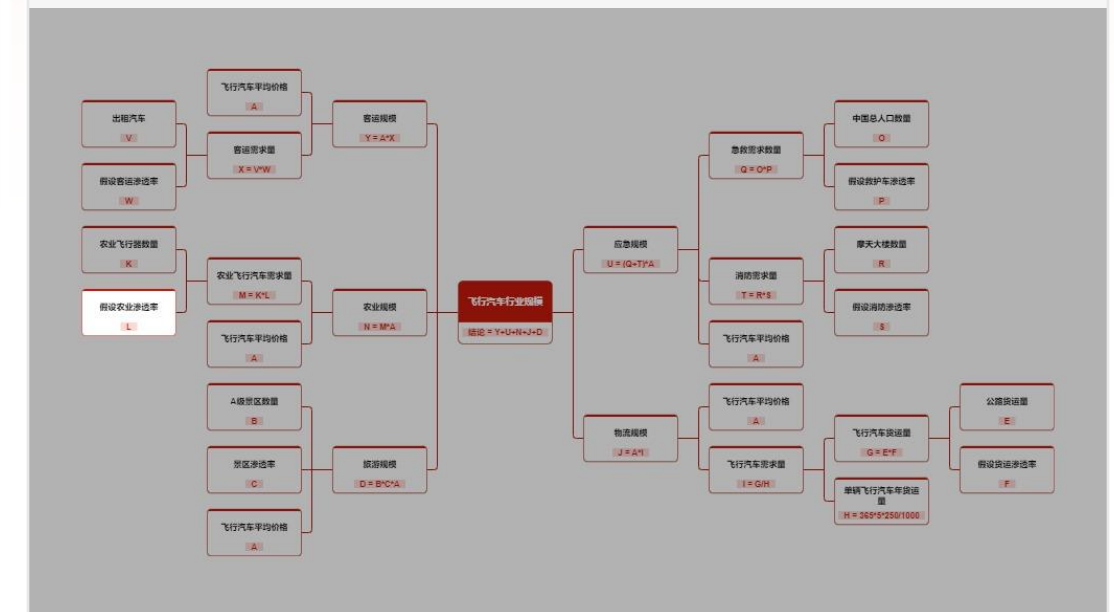 飞行汽车平均价格
A
出租汽车
V
客运规模
Y = A*X
客运需求量
X = V*W
假设客运渗透率
W
农业飞行器数量
K
农业飞行汽车需求量
M = K*L
假设农业渗透率
L
农业规模
N = M*A
飞行汽车平均价格
A
A级景区数量
B
景区渗透率
C
旅游规模
D = B*C*A
飞行汽车平均价格
A
飞行汽车行业规模
结论 = Y+U+N+J+D
应急规模
U = (Q+T)*A
急救需求数量
Q = O*P
中国总人口数量
O
假设救护车渗透率
P
消防需求量
T = R*S
摩天大楼数量
R
假设消防渗透率
S
飞行汽车平均价格
A
物流规模
J = A*I
飞行汽车平均价格
A
飞行汽车需求量
I = G/H
飞行汽车货运量
G = E*F
公路货运量
E
假设货运渗透率
F
单辆飞行汽车年货运
量
H = 365*5*250/1000